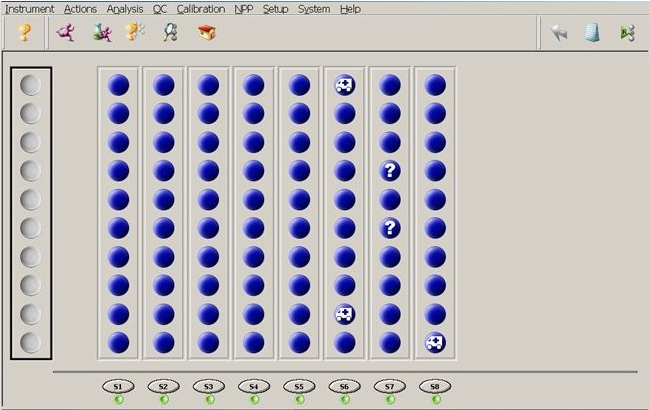 Instrument Actions Analysis QC Calibration NPP Setup System Help
?
?
S1 S2 S3 S4 S5 S6 S7 S8